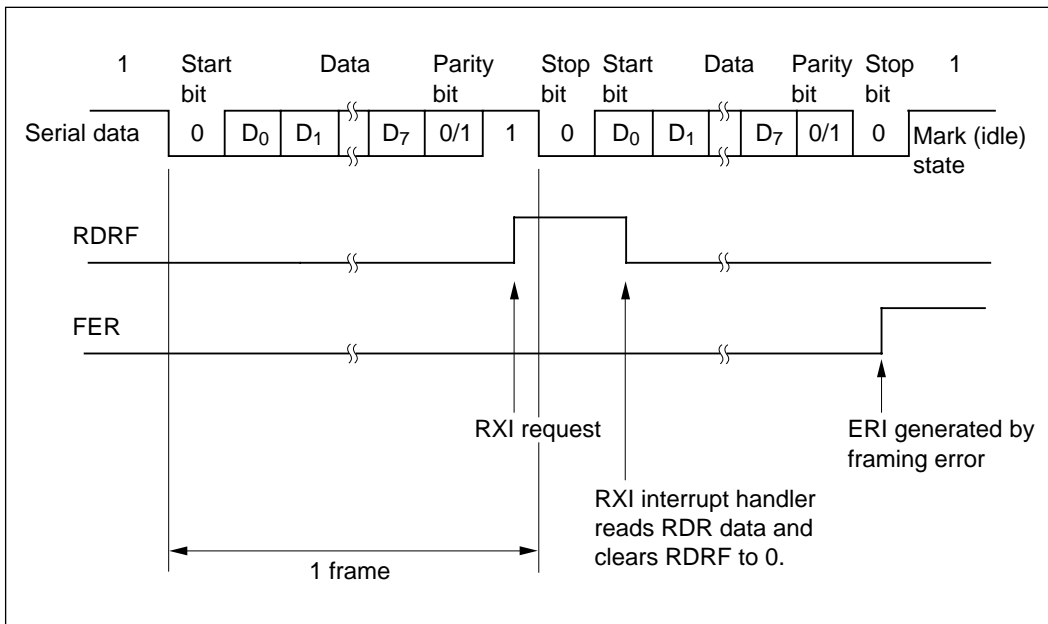 1 Start Data Parity Stop Start Data Parity Stop 1
bit bit bit bit bit bit
Serial data 0 D₀ D₁ D₇ 0/1 1 0 D₀ D₁ D₇ 0/1 0 Mark (idle)
state
RDRF
FER
RXI request
ERI generated by
framing error
RXI interrupt handler
reads RDR data and
clears RDRF to 0.
1 frame